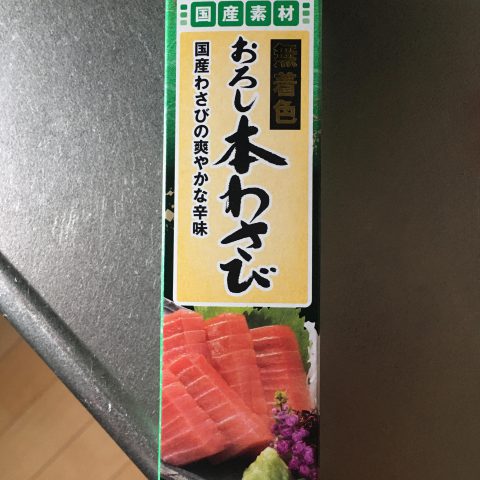 国産素材
無着色
おろし本わさび
国産わさびの爽やかな辛味